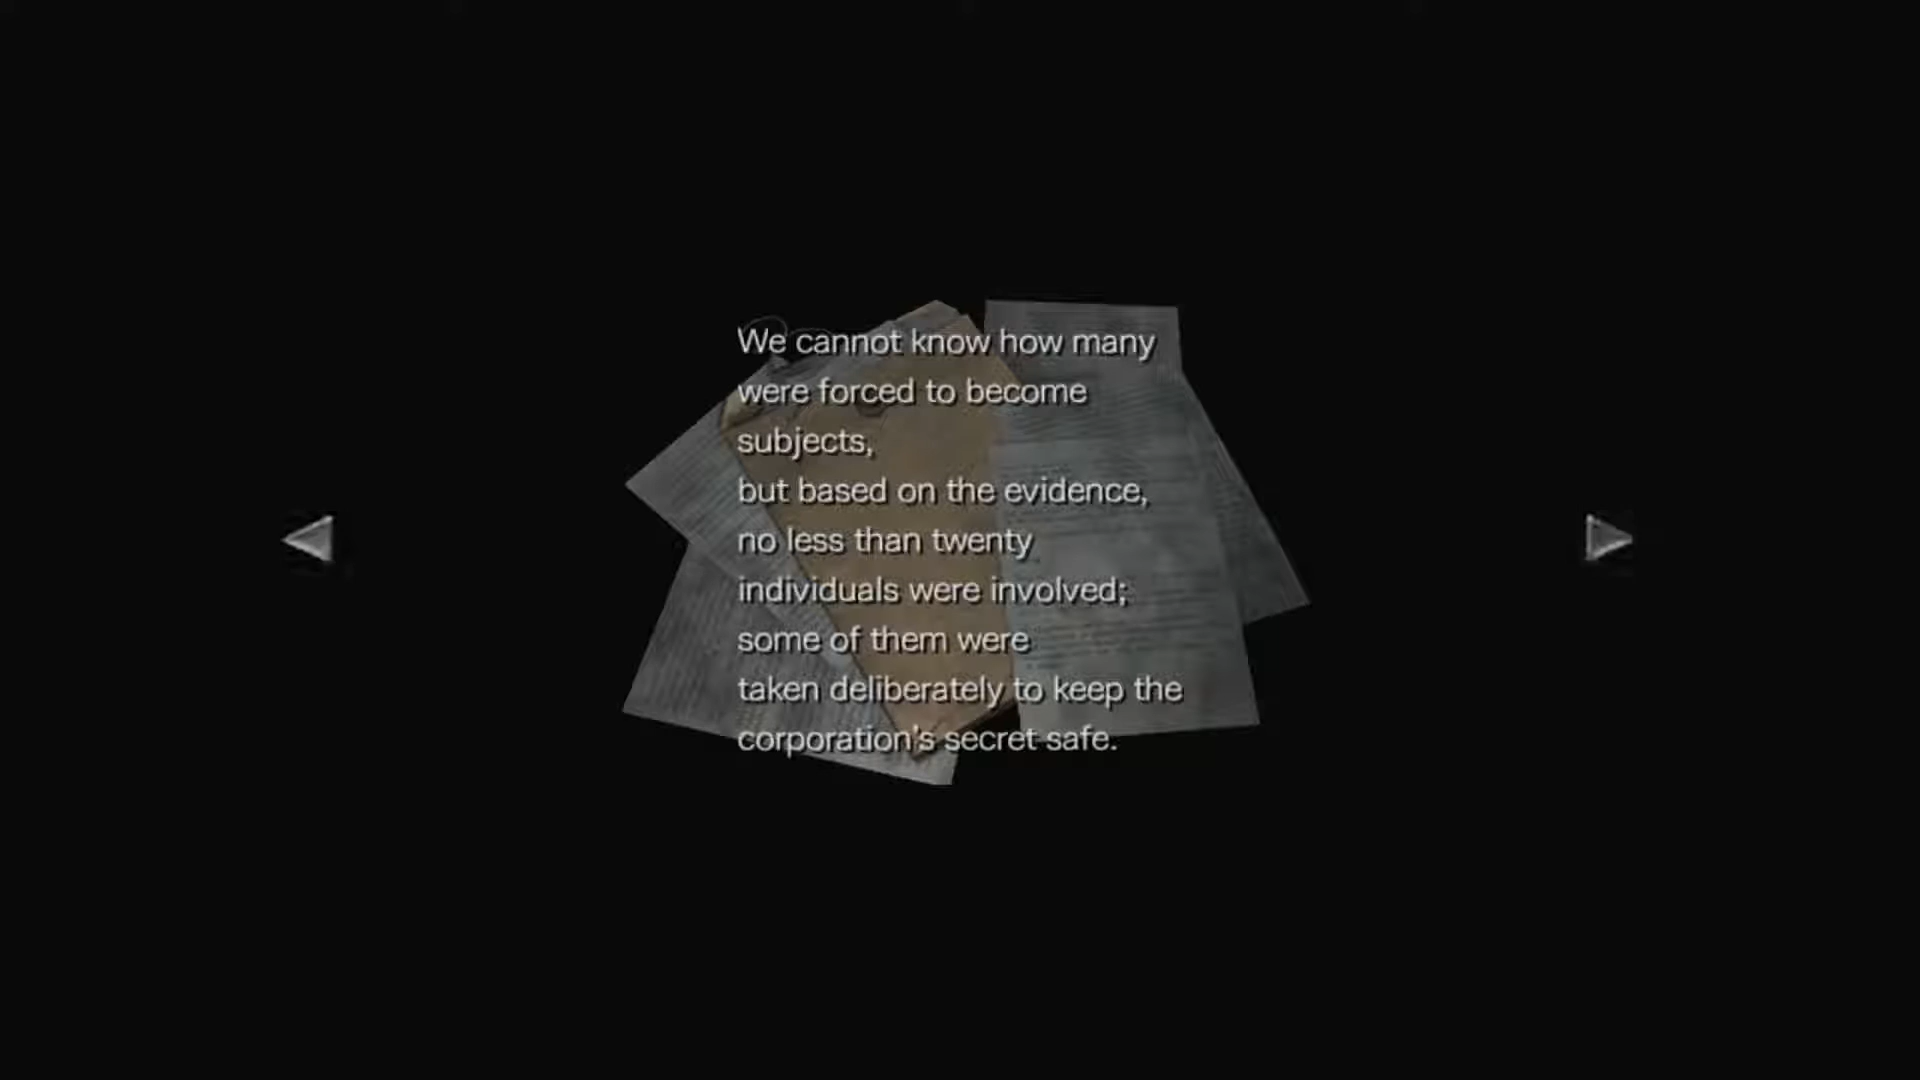 We cannot know how many
were forced to become
subjects,
but based on the evidence,
no less than twenty
individuals were involved;
some of them were
taken deliberately to keep the
corporation's secret safe.